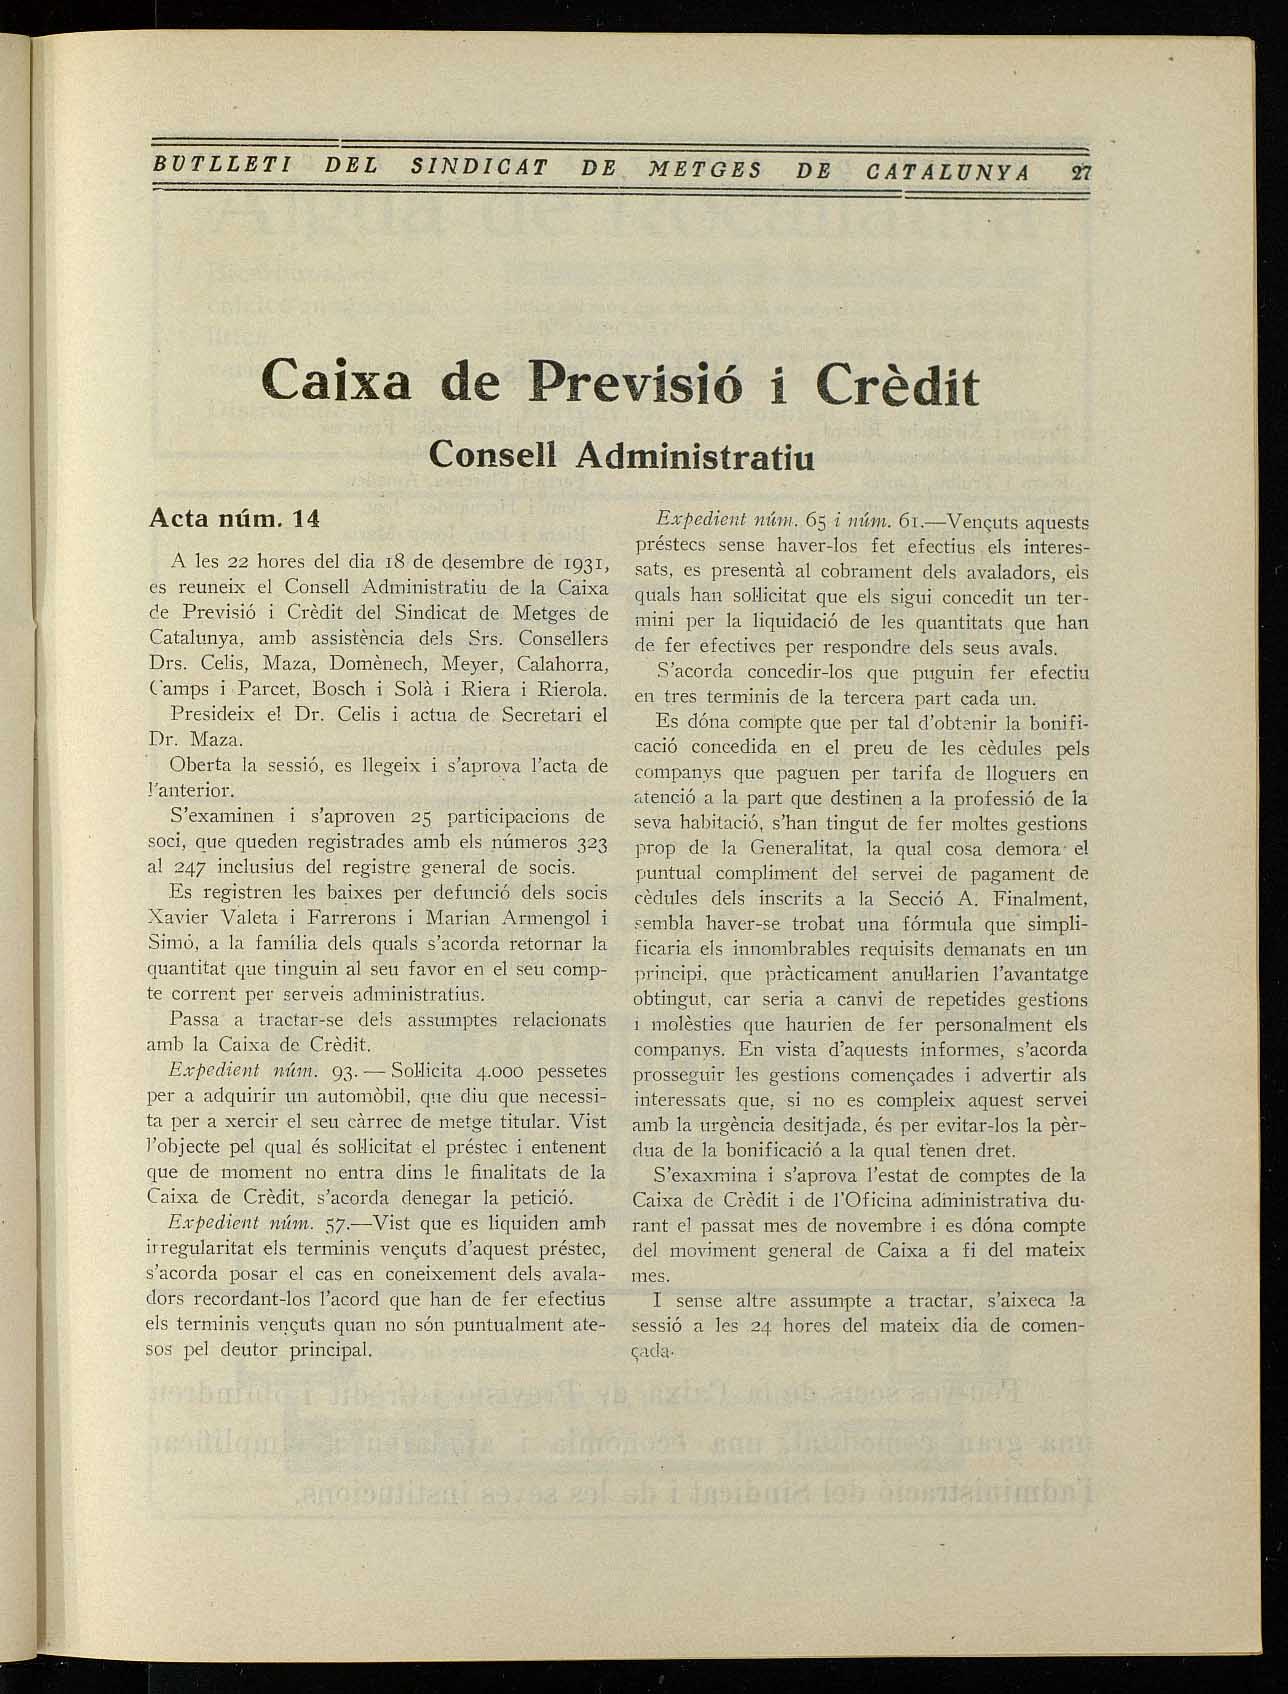 BUTLLETI DEL SINDICAT DE METGES DE CATALUNYA 27
Caixa de Previsió i Crèdit
Consell Administratiu
Acta núm. 14
A les 22 hores del dia 18 de desembre de 1931,
es reuneix el Consell Administratiu de la Caixa
de Previsió i Crèdit del Sindicat de Metges de
Catalunya, amb assistència dels Srs. Consellers
Drs. Celis, Maza, Domènech, Meyer, Calahorra,
Camps i Parcet, Bosch i Solà i Riera i Rierola.
Presideix el Dr. Celis i actua de Secretari el
Dr. Maza.
Oberta la sessió, es llegeix i s'aprova l'acta de
l'anterior.
S'examinen i s'aproven 25 participacions de
soci, que queden registrades amb els números 323
al 247 inclusius del registre general de socis.
Es registren les baixes per defunció dels socis
Xavier Valeta i Farrerons i Marian Armengol i
Simó, a la família dels quals s'acorda retornar la
quantitat que tinguin al seu favor en el seu comp-
te corrent per serveis administratius.
Passa a tractar-se dels assumptes relacionats
amb la Caixa de Crèdit.
Expedient núm. 93. — Sol·licita 4.000 pessetes
per a adquirir un automòbil, que diu que necessi-
ta per a xercir el seu càrrec de metge titular. Vist
l'objecte pel qual és sol·licitat el préstec i entenent
que de moment no entra dins le finalitats de la
Caixa de Crèdit, s'acorda denegar la petició.
Expedient núm. 57.—Vist que es liquiden amb
irregularitat els terminis vençuts d'aquest préstec,
s'acorda posar el cas en coneixement dels avala-
dors recordant-los l'acord que han de fer efectius
els terminis vençuts quan no són puntualment ate-
sos pel deutor principal.
Expedient núm. 65 i núm. 61.—Vençuts aquests
préstecs sense haver-los fet efectius els interes-
sats, es presentà al cobrament dels avaladors, els
quals han sol·licitat que els sigui concedit un ter-
mini per la liquidació de les quantitats que han
de fer efectives per respondre dels seus avals.
S'acorda concedir-los que puguin fer efectiu
en tres terminis de la tercera part cada un.
Es dóna compte que per tal d'obtenir la bonifi-
cació concedida en el preu de les cèdules pels
companys que paguen per tarifa de lloguers en
atenció a la part que destinen a la professió de la
seva habitació, s'han tingut de fer moltes gestions
prop de la Generalitat, la qual cosa demora el
puntual compliment del servei de pagament de
cèdules dels inscrits a la Secció A. Finalment,
sembla haver-se trobat una fórmula que simpli-
ficaria els innombrables requisits demanats en un
principi, que pràcticament anul·larien l'avantatge
obtingut, car seria a canvi de repetides gestions
i molèsties que haurien de fer personalment els
companys. En vista d'aquests informes, s'acorda
prosseguir les gestions començades i advertir als
interessats que, si no es compleix aquest servei
amb la urgència desitjada, és per evitar-los la pèr-
dua de la bonificació a la qual tenen dret.
S'exaxmina i s'aprova l'estat de comptes de la
Caixa de Crèdit i de l'Oficina administrativa du-
rant el passat mes de novembre i es dóna compte
del moviment general de Caixa a fi del mateix
mes.
I sense altre assumpte a tractar, s'aixeca la
sessió a les 24 hores del mateix dia de comen-
çada.